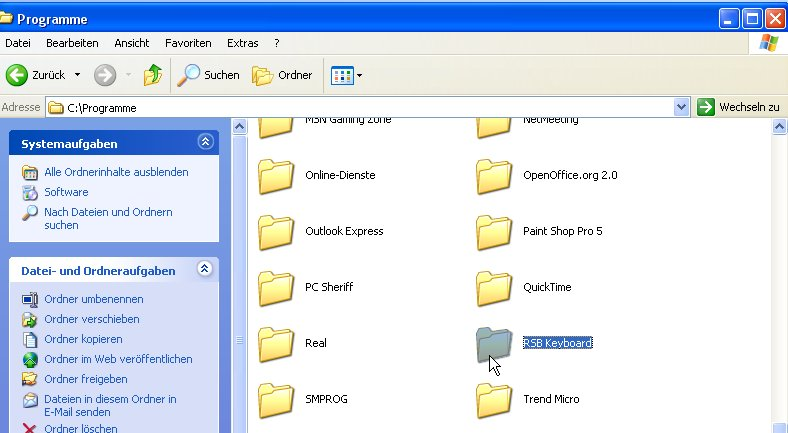 Programme
Datei Bearbeiten Ansicht Favoriten Extras ?
Zurück Suchen Ordner
Adresse C:\Programme Wechseln zu
Systemaufgaben
Alle Ordnerinhalte ausblenden
Software
Nach Dateien und Ordnern
suchen
Datei- und Ordneraufgaben
Ordner umbenennen
Ordner verschieben
Ordner kopieren
Ordner im Web veröffentlichen
Ordner freigeben
Dateien in diesem Ordner in
E-Mail senden
Ordner löschen
MSN Gaming Zone NetMeeting
Online-Dienste OpenOffice.org 2.0
Outlook Express Paint Shop Pro 5
PC Sheriff QuickTime
Real RSB Keyboard
SMPROG Trend Micro